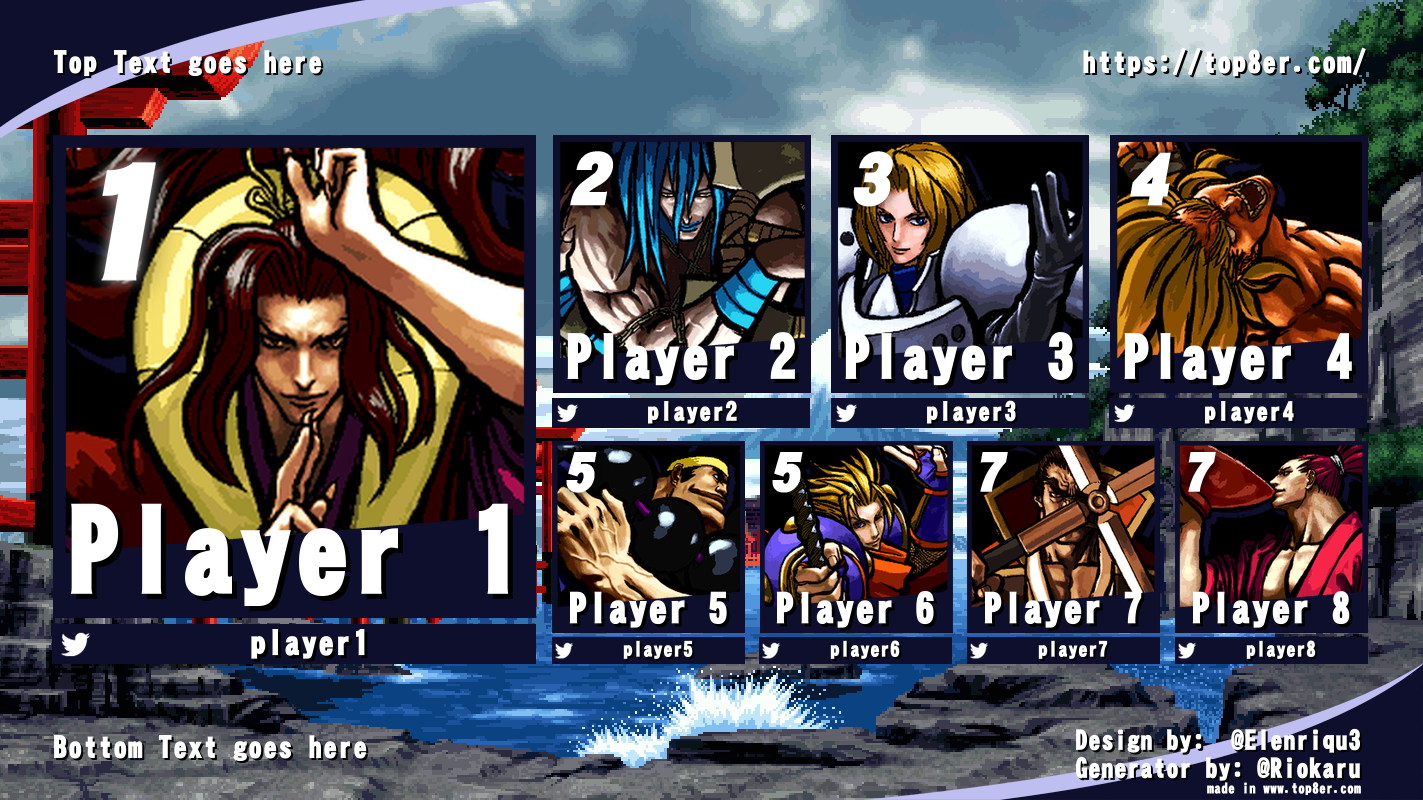 Top Text goes here
https://top8er.com/
1
Player 1
player1
2
Player 2
player2
3
Player 3
player3
4
Player 4
player4
5
Player 5
player5
5
Player 6
player6
7
Player 7
player7
7
Player 8
player8
Bottom Text goes here
Design by: @Elenriqu3
Generator by: @Riokaru
made in www.top8er.com